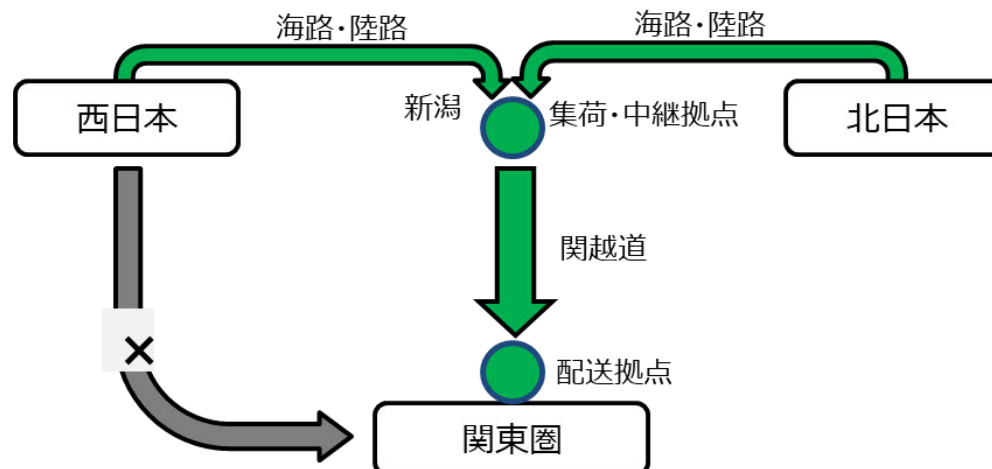 海路・陸路
海路・陸路
西日本
新潟
集荷・中継拠点
北日本
関越道
×
配送拠点
関東圏